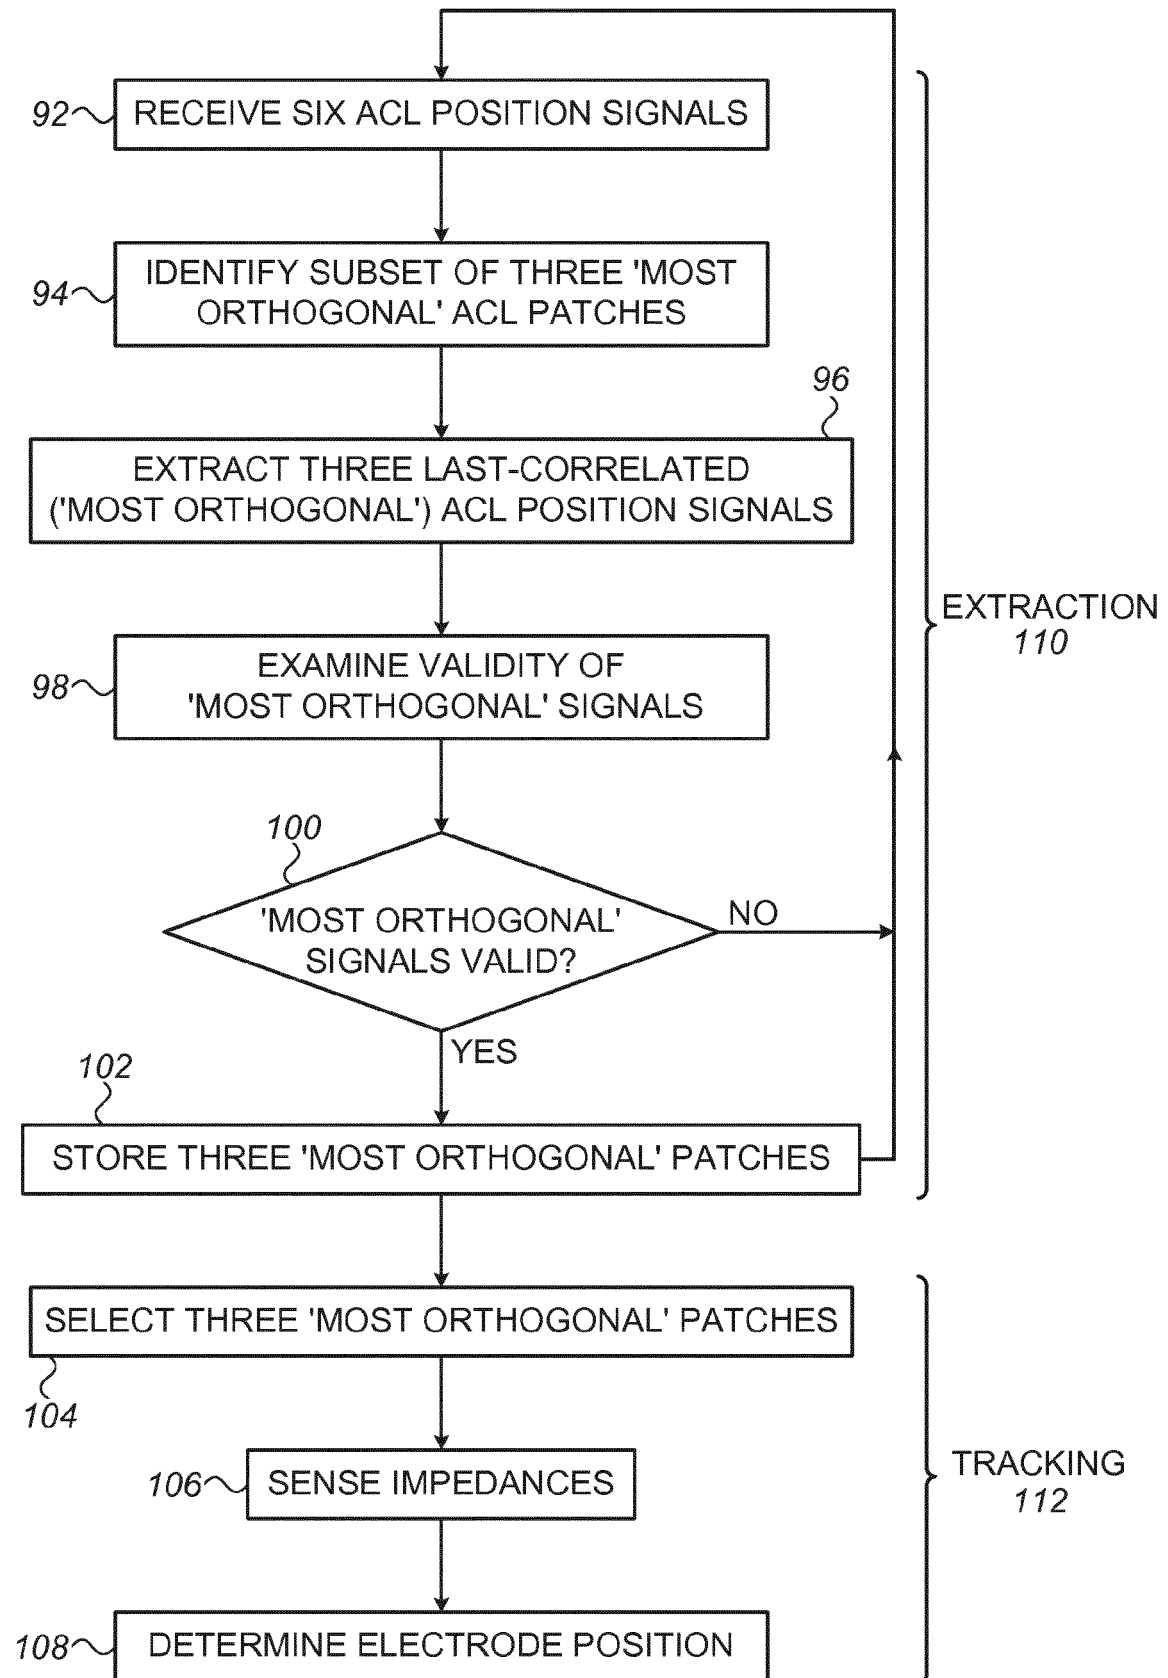 92
RECEIVE SIX ACL POSITION SIGNALS
94
IDENTIFY SUBSET OF THREE 'MOST
ORTHOGONAL' ACL PATCHES
96
EXTRACT THREE LAST-CORRELATED
('MOST ORTHOGONAL') ACL POSITION SIGNALS
EXTRACTION
110
98
EXAMINE VALIDITY OF
'MOST ORTHOGONAL' SIGNALS
100
'MOST ORTHOGONAL'
SIGNALS VALID?
NO
YES
102
STORE THREE 'MOST ORTHOGONAL' PATCHES
SELECT THREE 'MOST ORTHOGONAL' PATCHES
104
106
SENSE IMPEDANCES
TRACKING
112
108
DETERMINE ELECTRODE POSITION